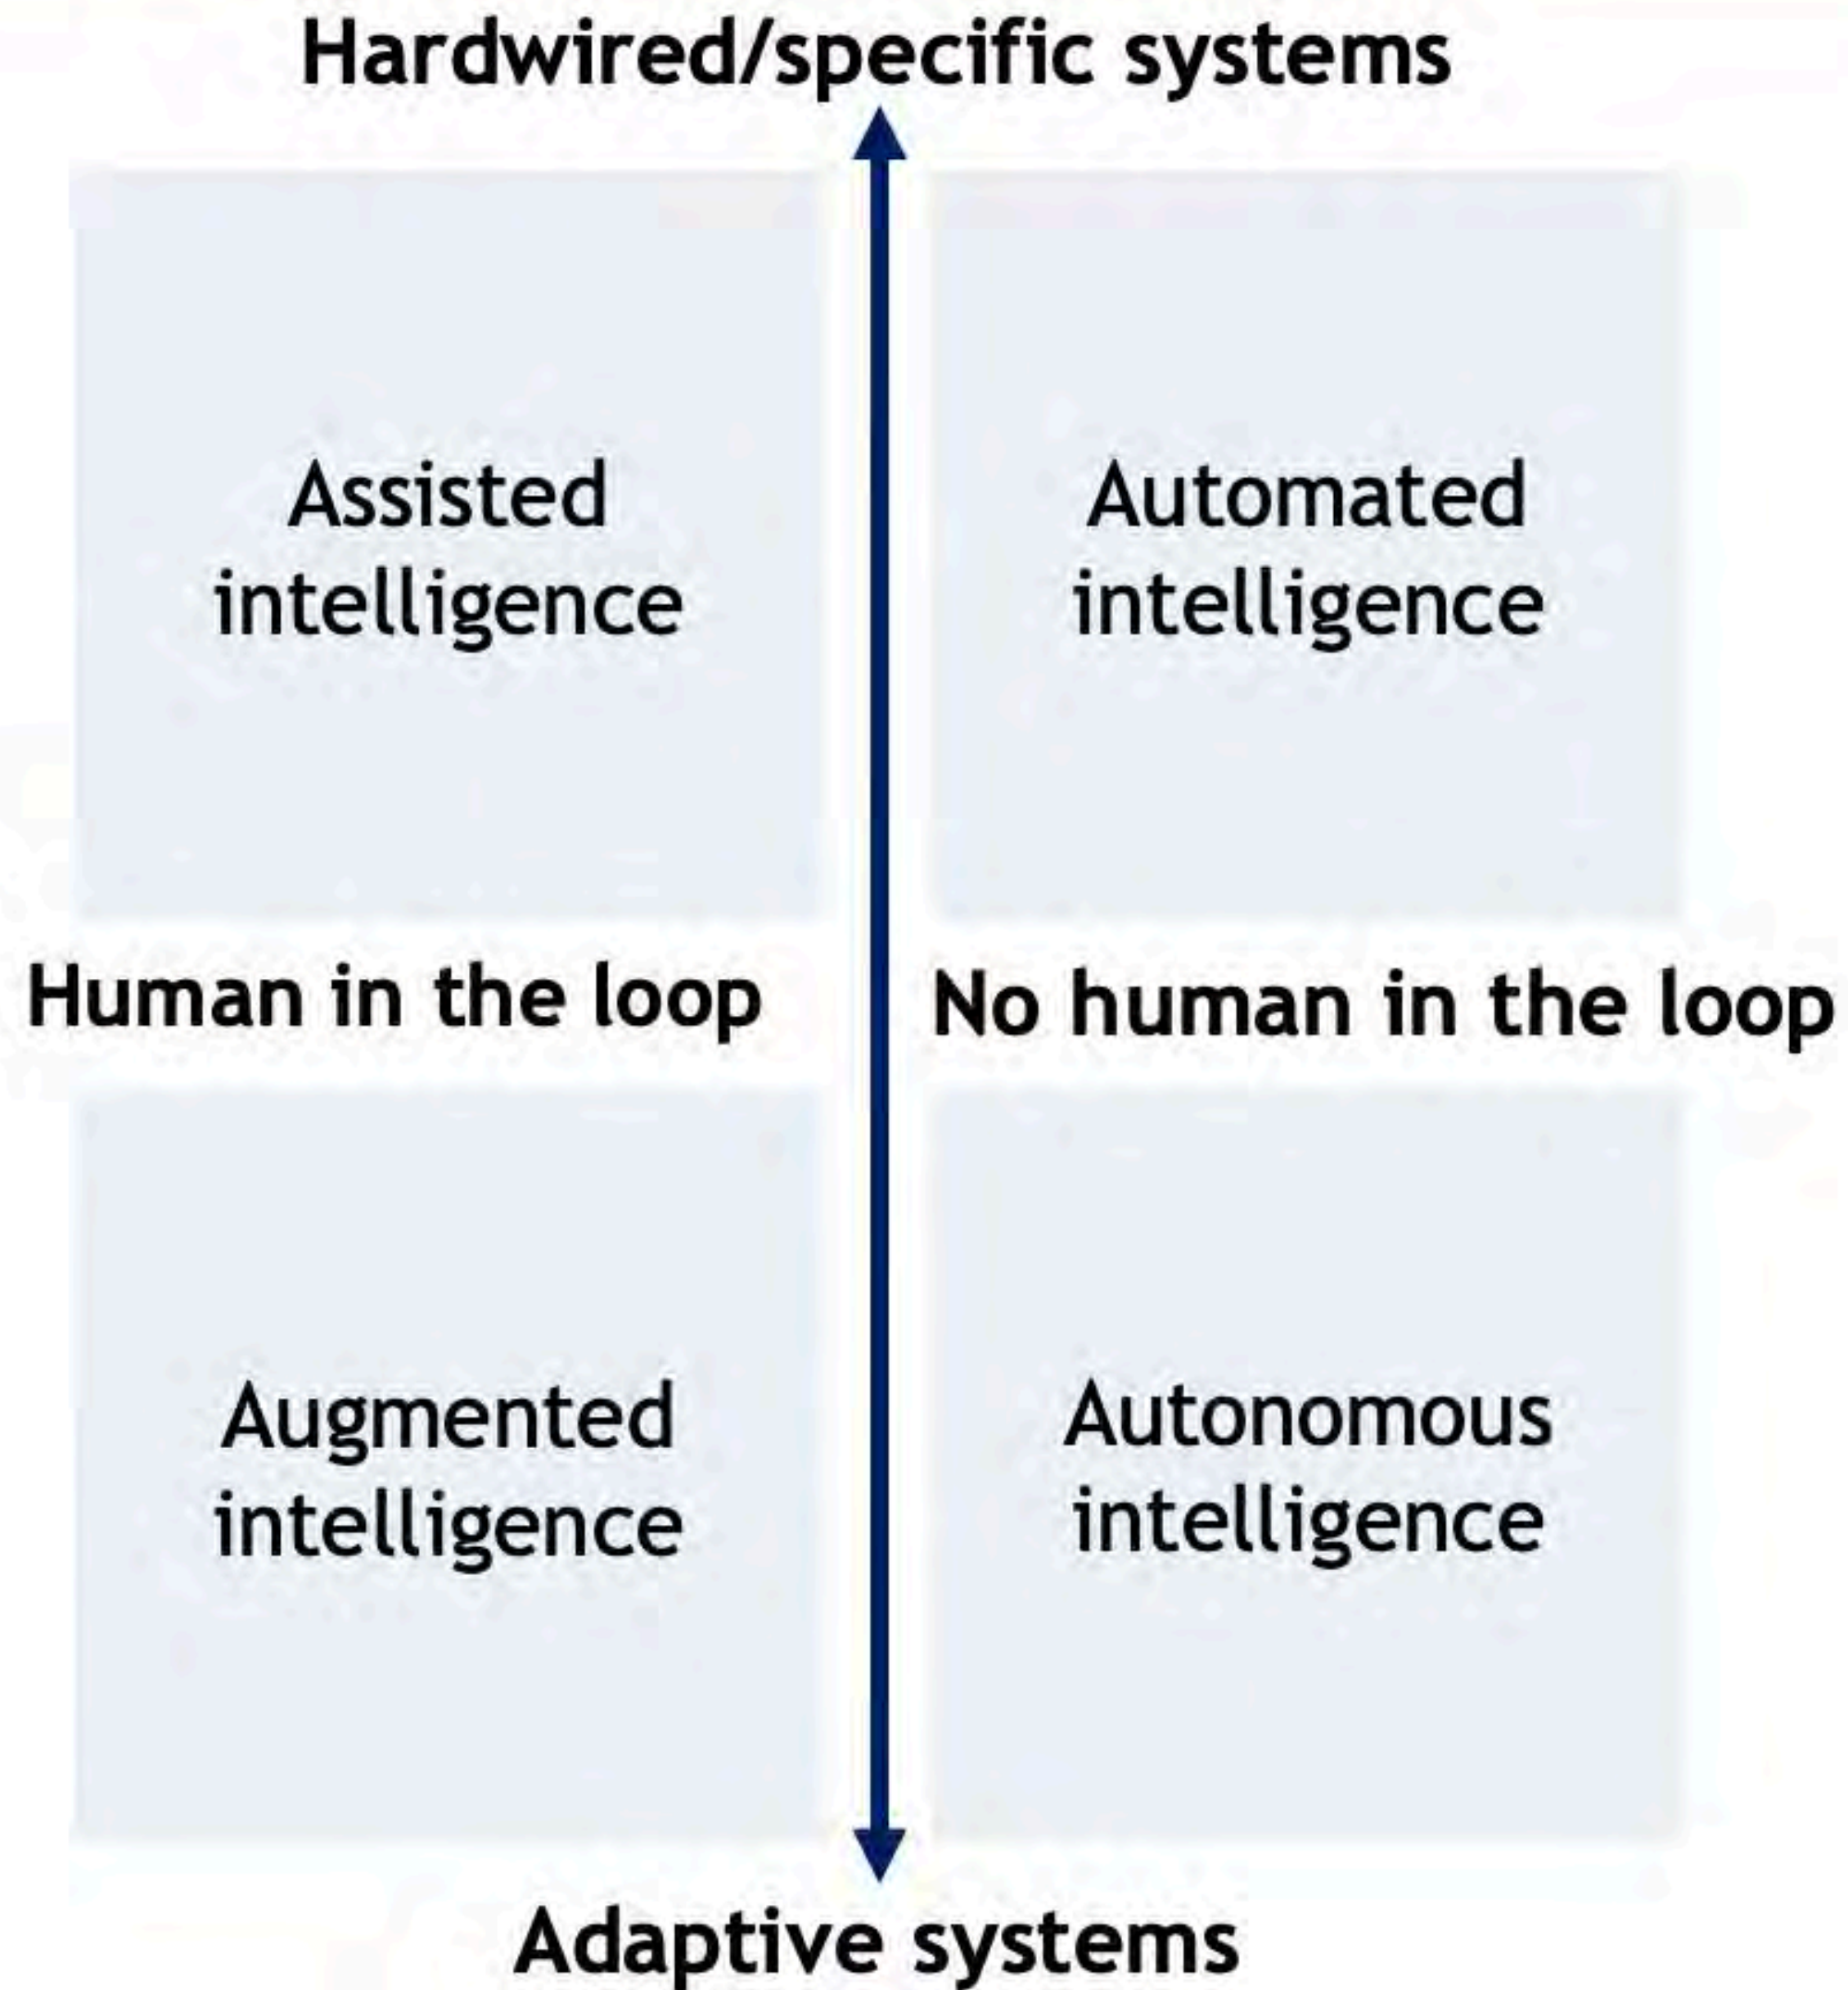 Hardwired/specific systems
Assisted
intelligence
Automated
intelligence
Human in the loop
No human in the loop
Augmented
intelligence
Autonomous
intelligence
Adaptive systems